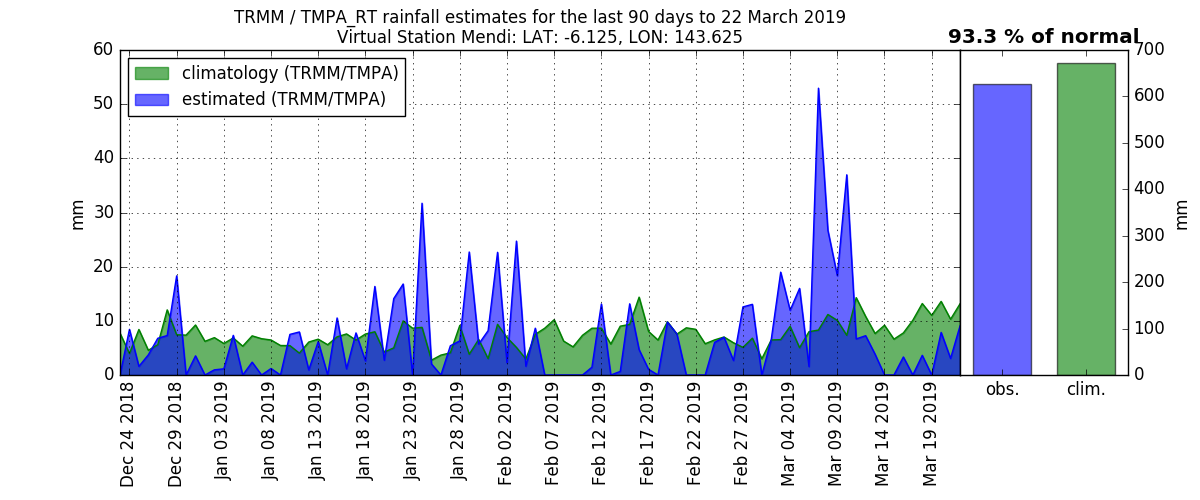 TRMM / TMPA_RT rainfall estimates for the last 90 days to 22 March 2019
Virtual Station Mendi: LAT: -6.125, LON: 143.625
93.3 % of normal
climatology (TRMM/TMPA)
estimated (TRMM/TMPA)
mm
60
50
40
30
20
10
0
Dec 24 2018
Dec 29 2018
Jan 03 2019
Jan 08 2019
Jan 13 2019
Jan 18 2019
Jan 23 2019
Jan 28 2019
Feb 02 2019
Feb 07 2019
Feb 12 2019
Feb 17 2019
Feb 22 2019
Feb 27 2019
Mar 04 2019
Mar 09 2019
Mar 14 2019
Mar 19 2019
700
600
500
400
300
200
100
0
mm
obs.
clim.